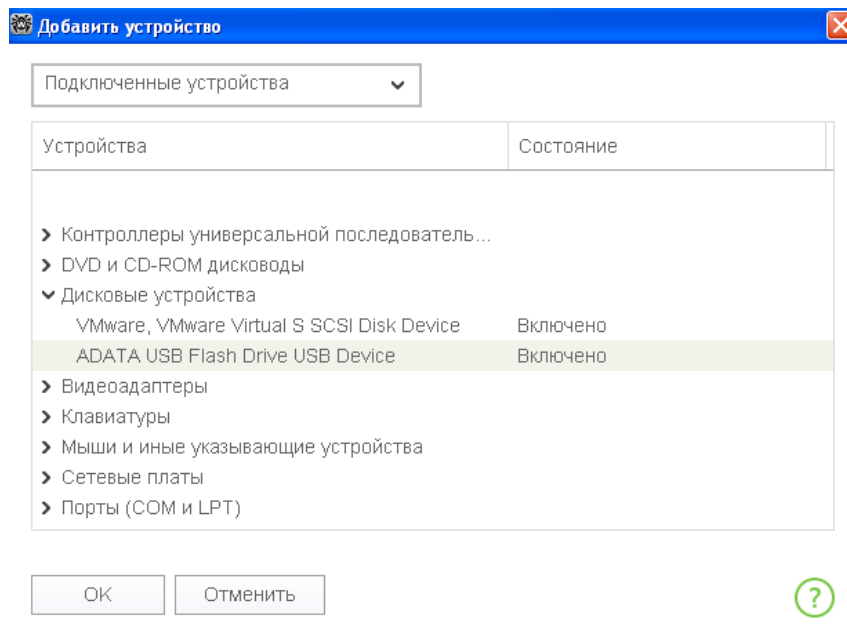 Добавить устройство
Подключенные устройства
Устройства Состояние
Контроллеры универсальной последователь...
DVD и CD-ROM дисководы
Дисковые устройства
VMware, VMware Virtual S SCSI Disk Device Включено
ADATA USB Flash Drive USB Device Включено
Видеоадаптеры
Клавиатуры
Мыши и иные указывающие устройства
Сетевые платы
Порты (COM и LPT)
OK Отменить ?